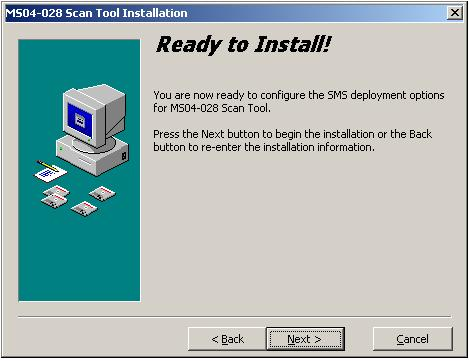 MS04-028 Scan Tool Installation
Ready to Install!
You are now ready to configure the SMS deployment options
for MS04-028 Scan Tool.
Press the Next button to begin the installation or the Back
button to re-enter the installation information.
< Back
Next >
Cancel